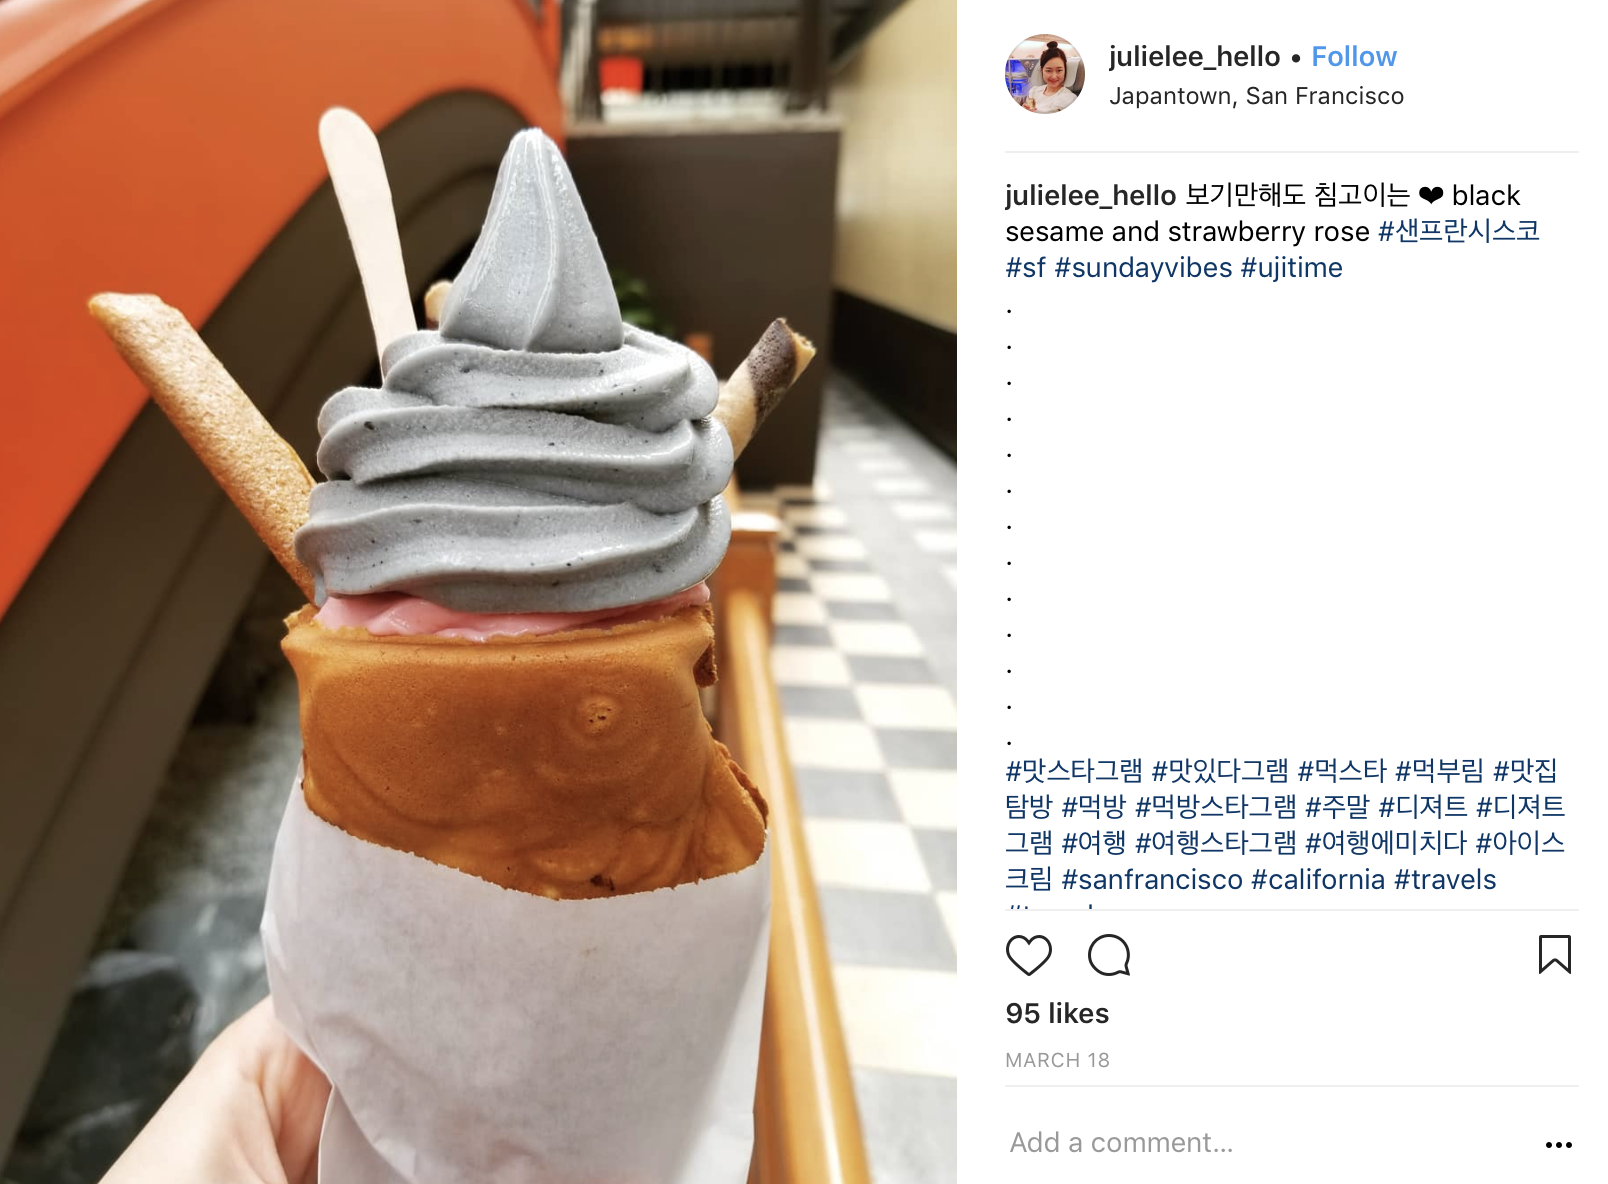 julielee_hello • Follow
Japantown, San Francisco
julielee_hello 보기만해도 침고이는 ❤ black
sesame and strawberry rose #샌프란시스코
#sf #sundayvibes #ujitime
.
.
.
.
.
.
.
.
.
.
.
.
.
#맛스타그램 #맛있다그램 #먹스타 #먹부림 #맛집
탐방 #먹방 #먹방스타그램 #주말 #디져트 #디져트
그램 #여행 #여행스타그램 #여행에미치다 #아이스
크림 #sanfrancisco #california #travels
95 likes
MARCH 18
Add a comment...